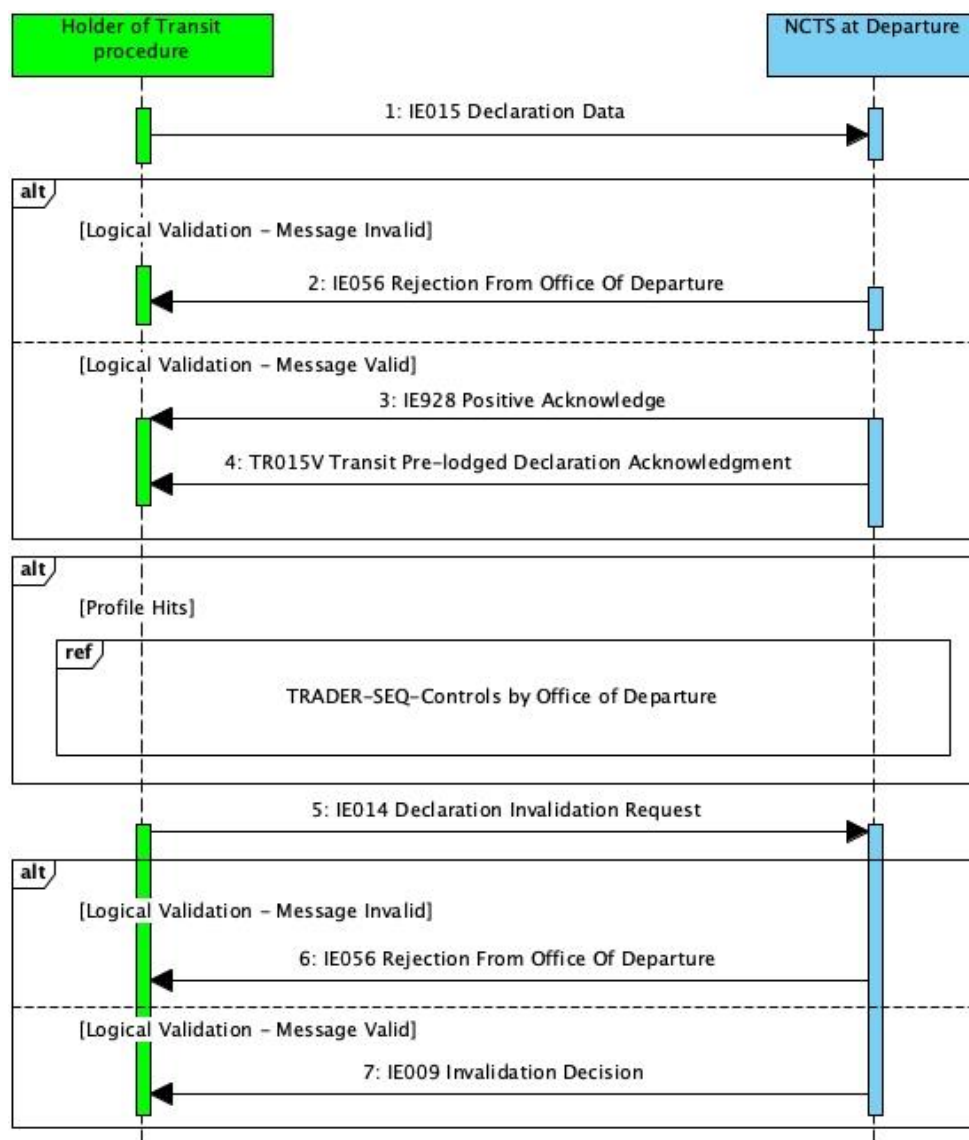 Holder of Transit
procedure
NCTS at Departure
1: IE015 Declaration Data
alt
[Logical Validation – Message Invalid]
2: IE056 Rejection From Office Of Departure
[Logical Validation – Message Valid]
3: IE928 Positive Acknowledge
4: TR015V Transit Pre-lodged Declaration Acknowledgment
alt
[Profile Hits]
ref
TRADER-SEQ-Controls by Office of Departure
5: IE014 Declaration Invalidation Request
alt
[Logical Validation – Message Invalid]
6: IE056 Rejection From Office Of Departure
[Logical Validation – Message Valid]
7: IE009 Invalidation Decision